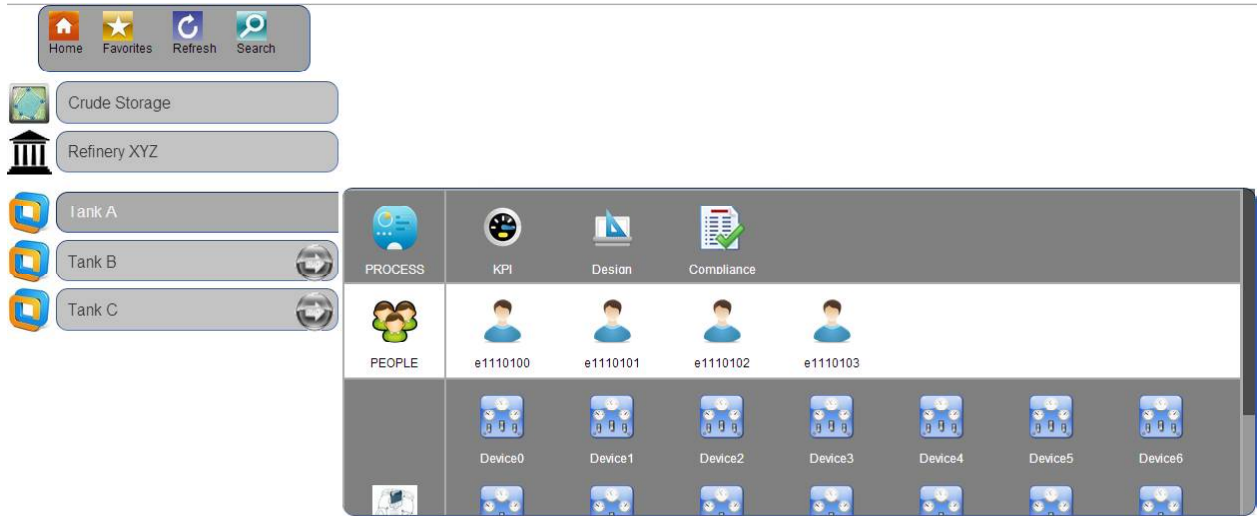 Home Favorites Refresh Search
Crude Storage
Refinery XYZ
Tank A
Tank B
Tank C
PROCESS KPI Design Compliance
PEOPLE e1110100 e1110101 e1110102 e1110103
Device0 Device1 Device2 Device3 Device4 Device5 Device6